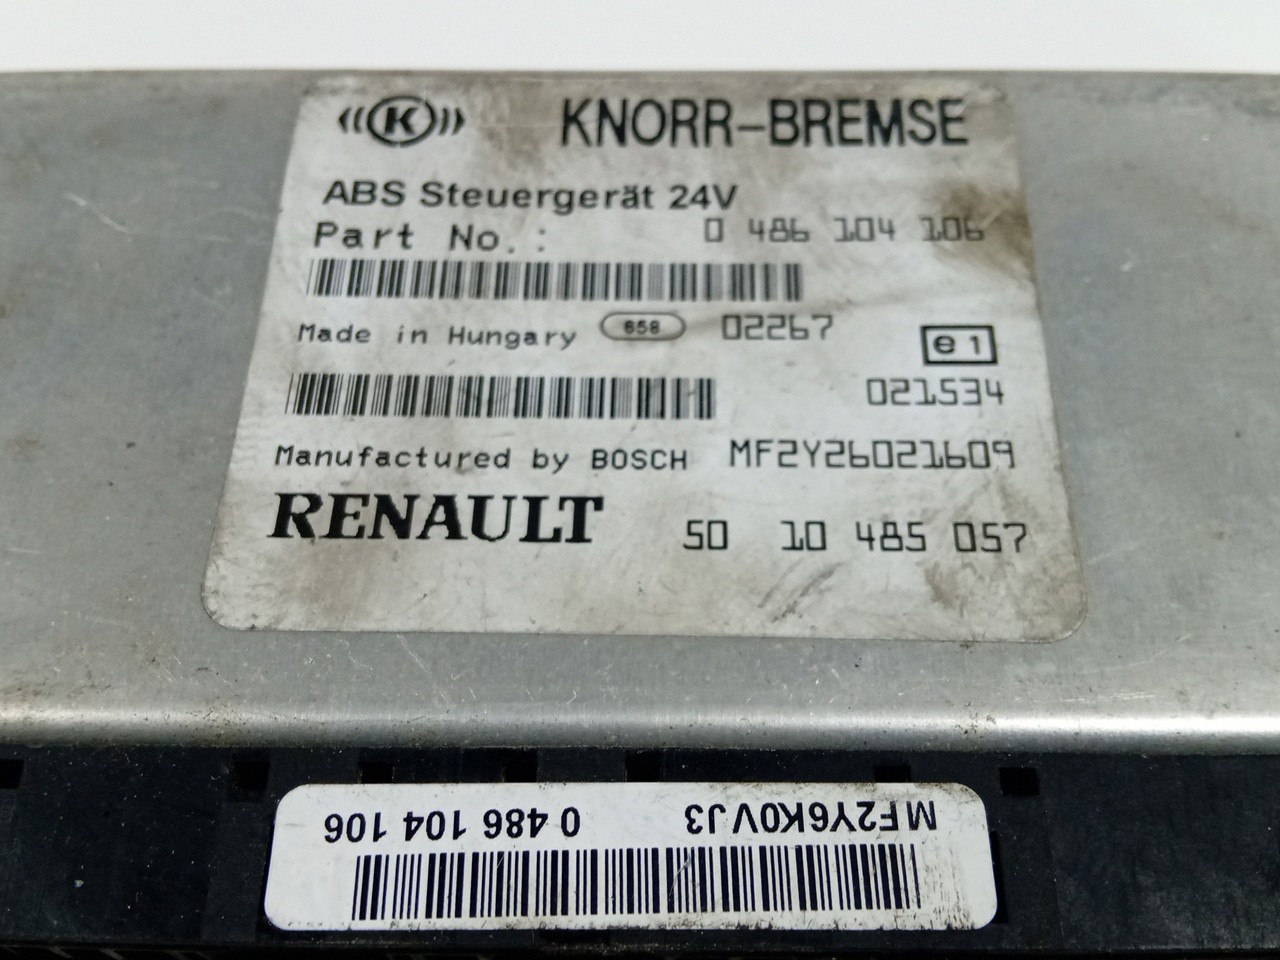 K KNORR-BREMSE
ABS Steuergerät 24V
Part No.: 0 486 104 106
Made in Hungary 658 02267
e 1
021534
Manufactured by BOSCH MF2Y26021609
RENAULT 50 10 485 057
MF2Y6K0VJ3 0 486 104 106